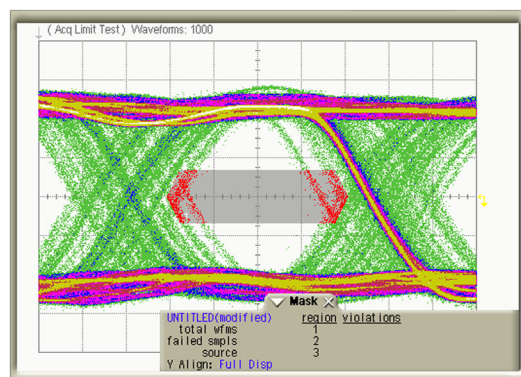 ( Acq Limit Test ) Waveforms: 1000
Mask
UNTITLED(modified) region violations
total wfms 1
failed smpls 2
source 3
Y Align: Full Disp